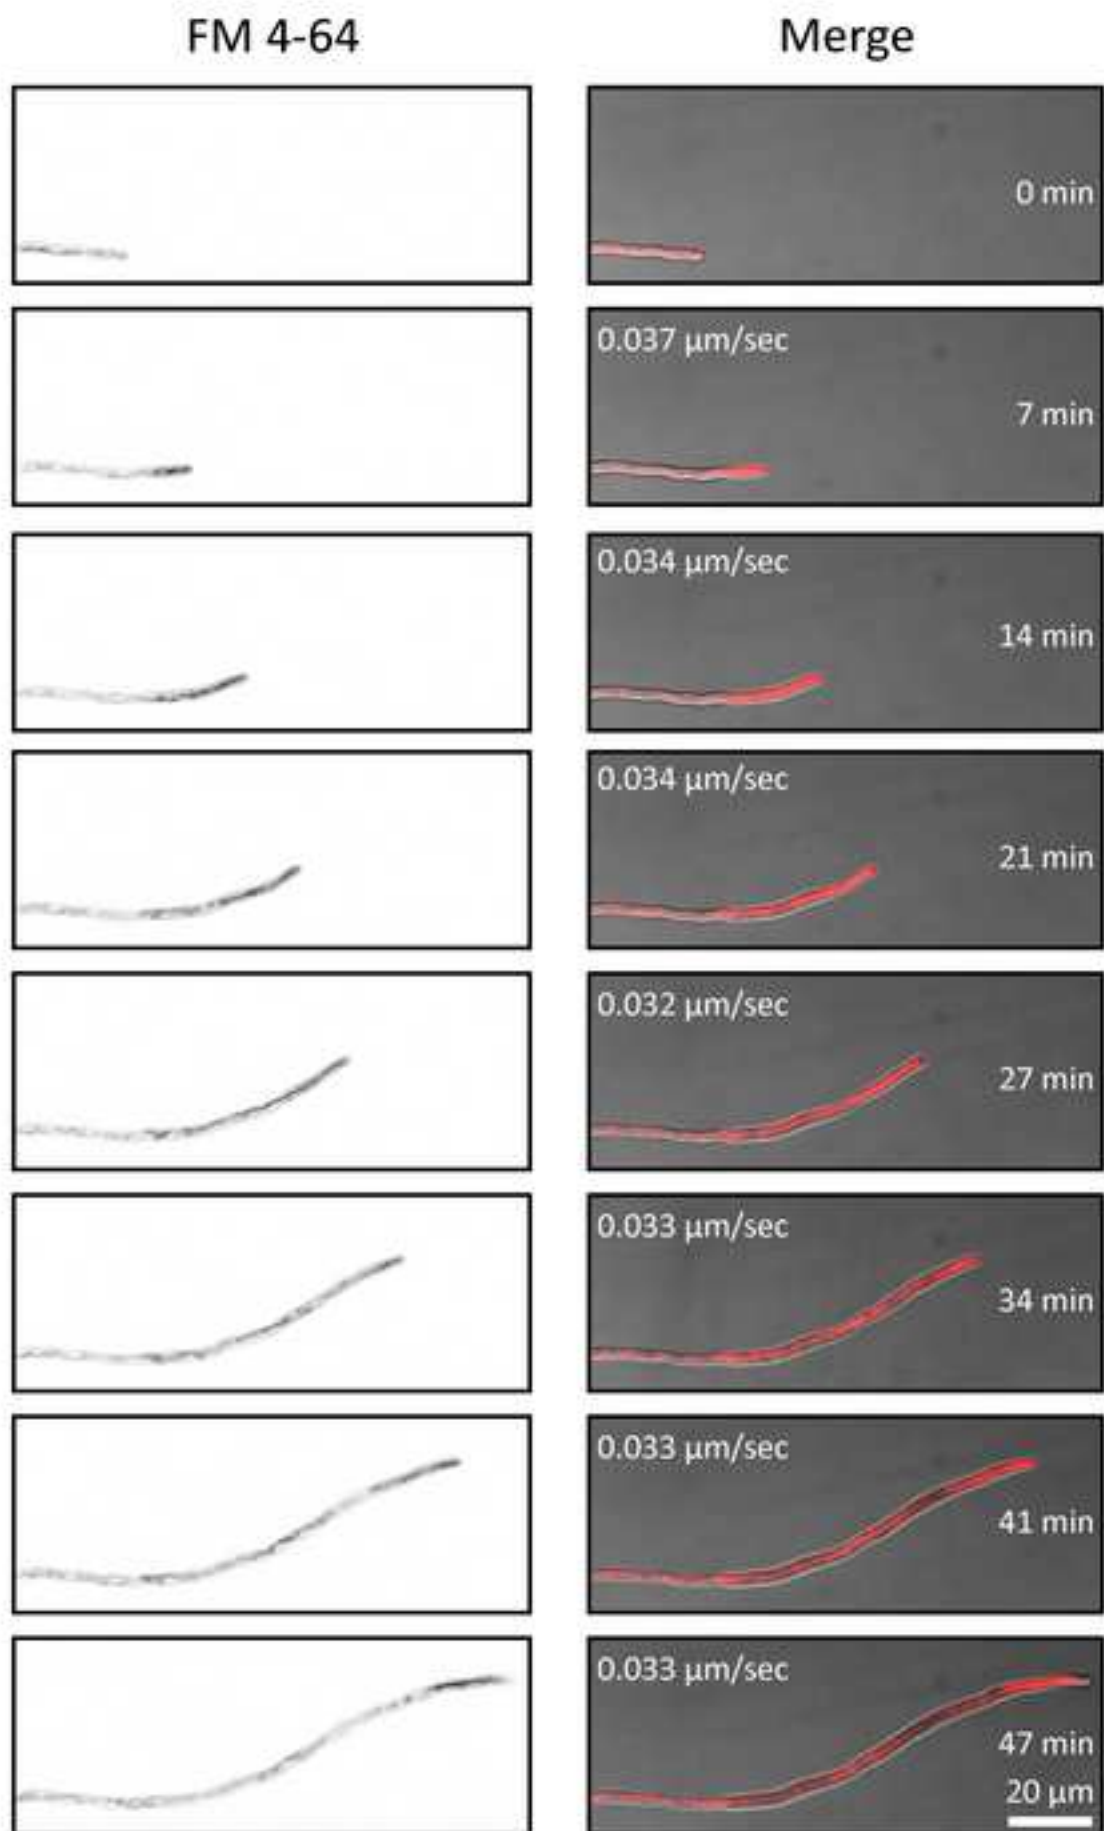 FM 4-64
Merge
0 min
0.037 µm/sec
7 min
0.034 µm/sec
14 min
0.034 µm/sec
21 min
0.032 µm/sec
27 min
0.033 µm/sec
34 min
0.033 µm/sec
41 min
0.033 µm/sec
47 min
20 µm